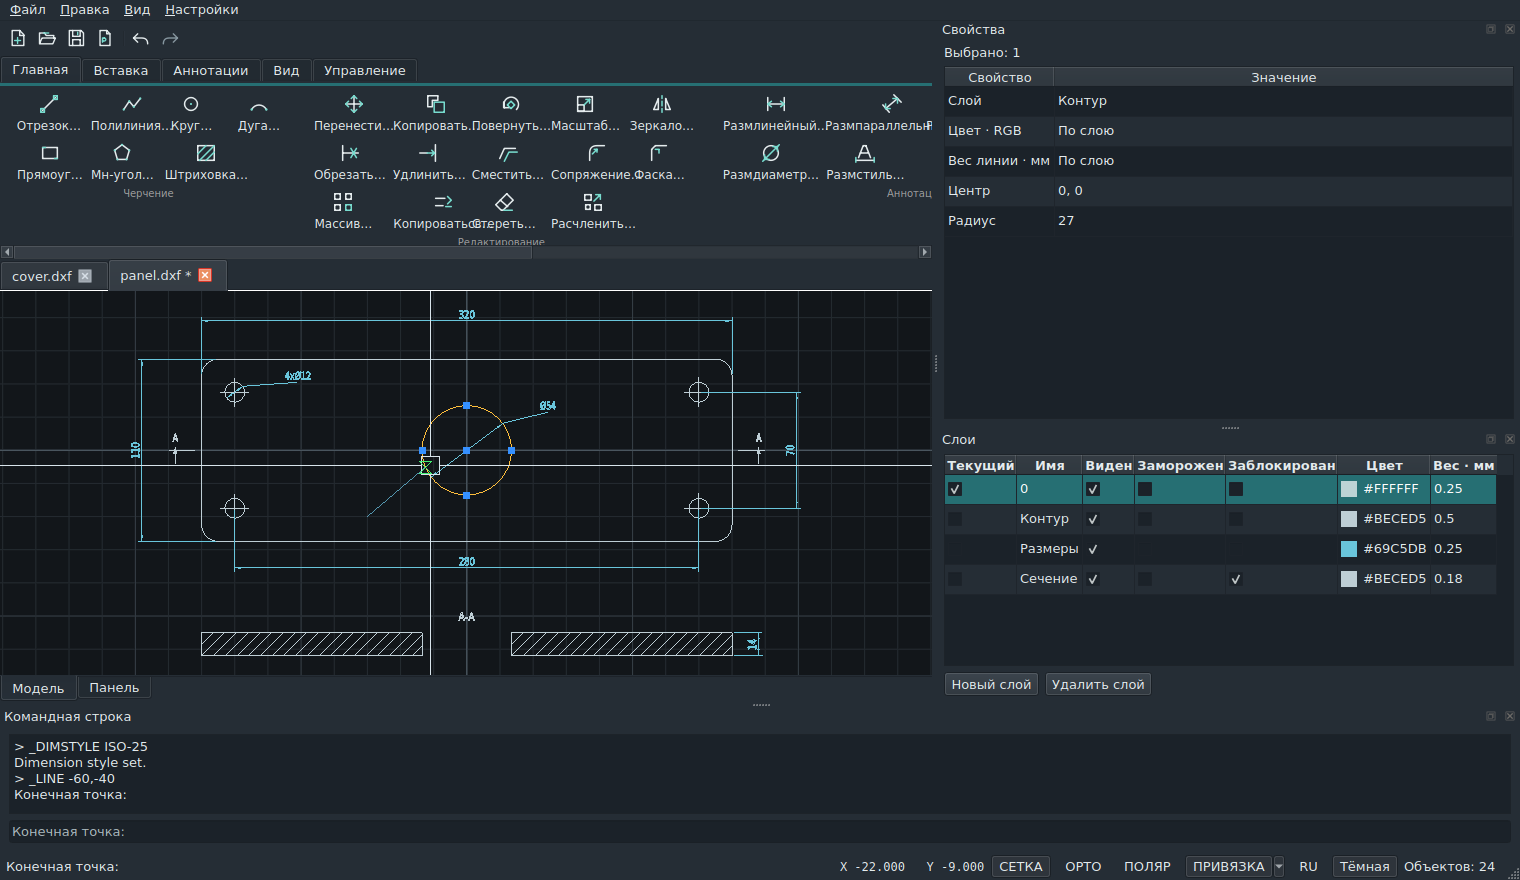 Файл Правка Вид Настройки
Главная Вставка Аннотации Вид Управление
Отрезок... Полилиния... Круг... Дуга... Перенести... Копировать... Повернуть... Масштаб... Зеркало... Размлинейный... Размпараллельн
Прямоуг... Мн-угол... Штриховка... Обрезать... Удлинить... Сместить... Сопряжение... Фаска... Размдиаметр... Размстиль...
Черчение Аннотац
Массив... Стереть... Расчленить...
Редактирование
cover.dxf panel.dxf *
320
4xØ12
Ø54
A A
110
70
280
A-A
14
Модель Панель
Свойства
Выбрано: 1
Свойство Значение
Слой Контур
Цвет · RGB По слою
Вес линии · мм По слою
Центр 0, 0
Радиус 27
Слои
Текущий Имя Виден Заморожен Заблокирован Цвет Вес · мм
0 #FFFFFF 0.25
Контур #BECED5 0.5
Размеры #69C5DB 0.25
Сечение #BECED5 0.18
Новый слой Удалить слой
Командная строка
> _DIMSTYLE ISO-25
Dimension style set.
> _LINE -60,-40
Конечная точка:
Конечная точка:
Конечная точка: X -22.000 Y -9.000 СЕТКА ОРТО ПОЛЯР ПРИВЯЗКА RU Тёмная Объектов: 24